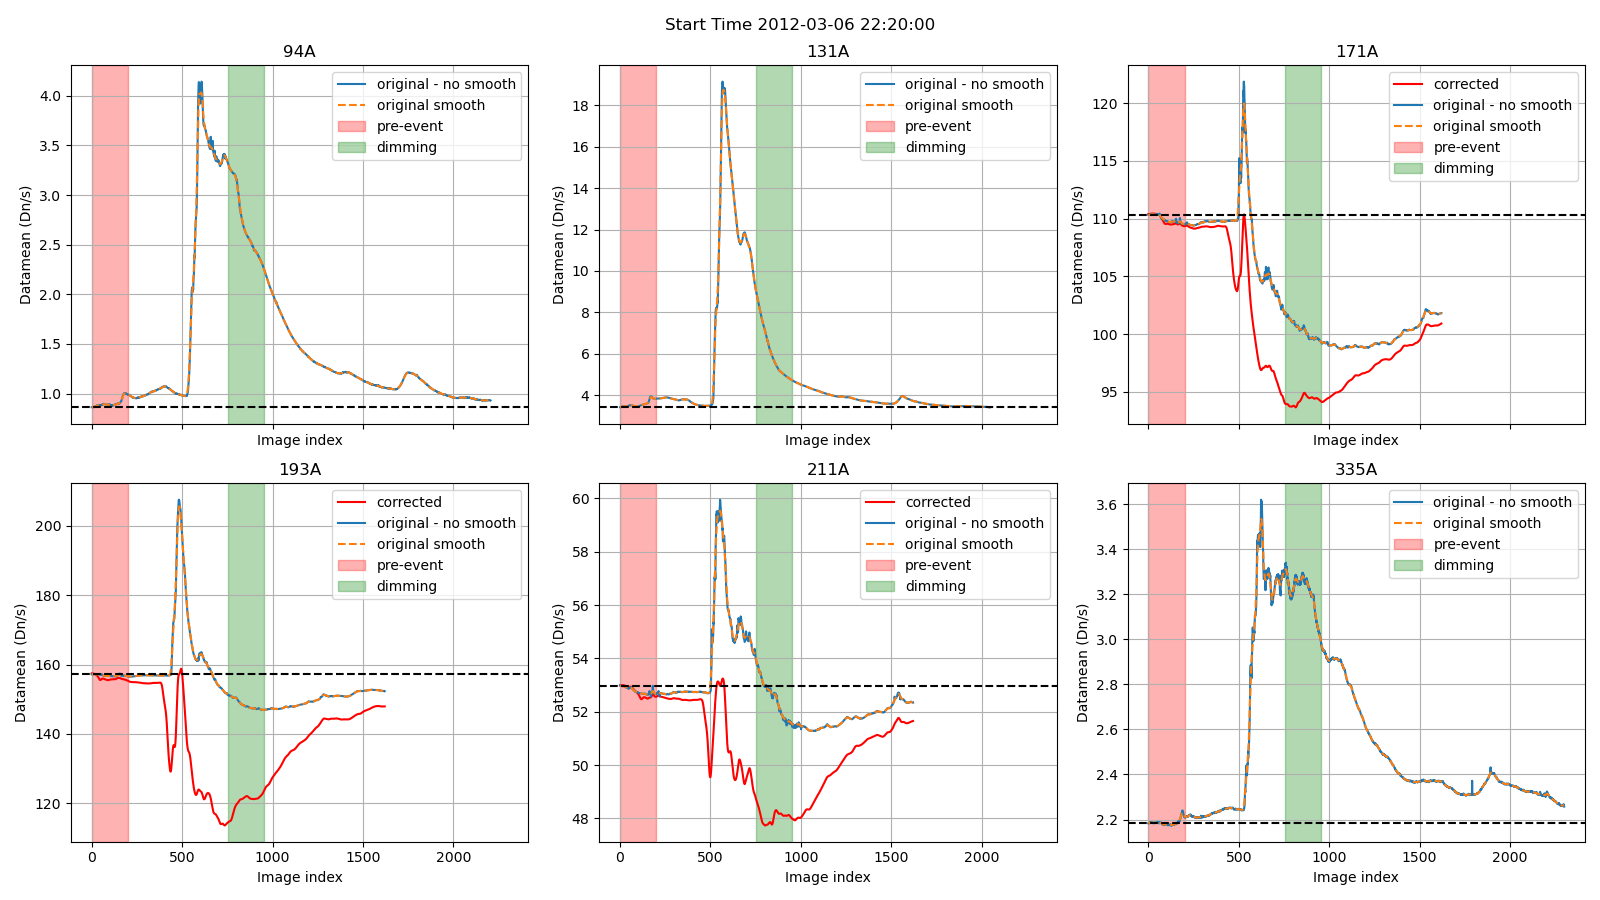 Start Time 2012-03-06 22:20:00
94A
Datamean (Dn/s)
4.0
3.5
3.0
2.5
2.0
1.5
1.0
original - no smooth
original smooth
pre-event
dimming
Image index
131A
Datamean (Dn/s)
18
16
14
12
10
8
6
4
original - no smooth
original smooth
pre-event
dimming
Image index
171A
Datamean (Dn/s)
120
115
110
105
100
95
corrected
original - no smooth
original smooth
pre-event
dimming
Image index
193A
Datamean (Dn/s)
200
180
160
140
120
corrected
original - no smooth
original smooth
pre-event
dimming
0 500 1000 1500 2000
Image index
211A
Datamean (Dn/s)
60
58
56
54
52
50
48
corrected
original - no smooth
original smooth
pre-event
dimming
0 500 1000 1500 2000
Image index
335A
Datamean (Dn/s)
3.6
3.4
3.2
3.0
2.8
2.6
2.4
2.2
original - no smooth
original smooth
pre-event
dimming
0 500 1000 1500 2000
Image index